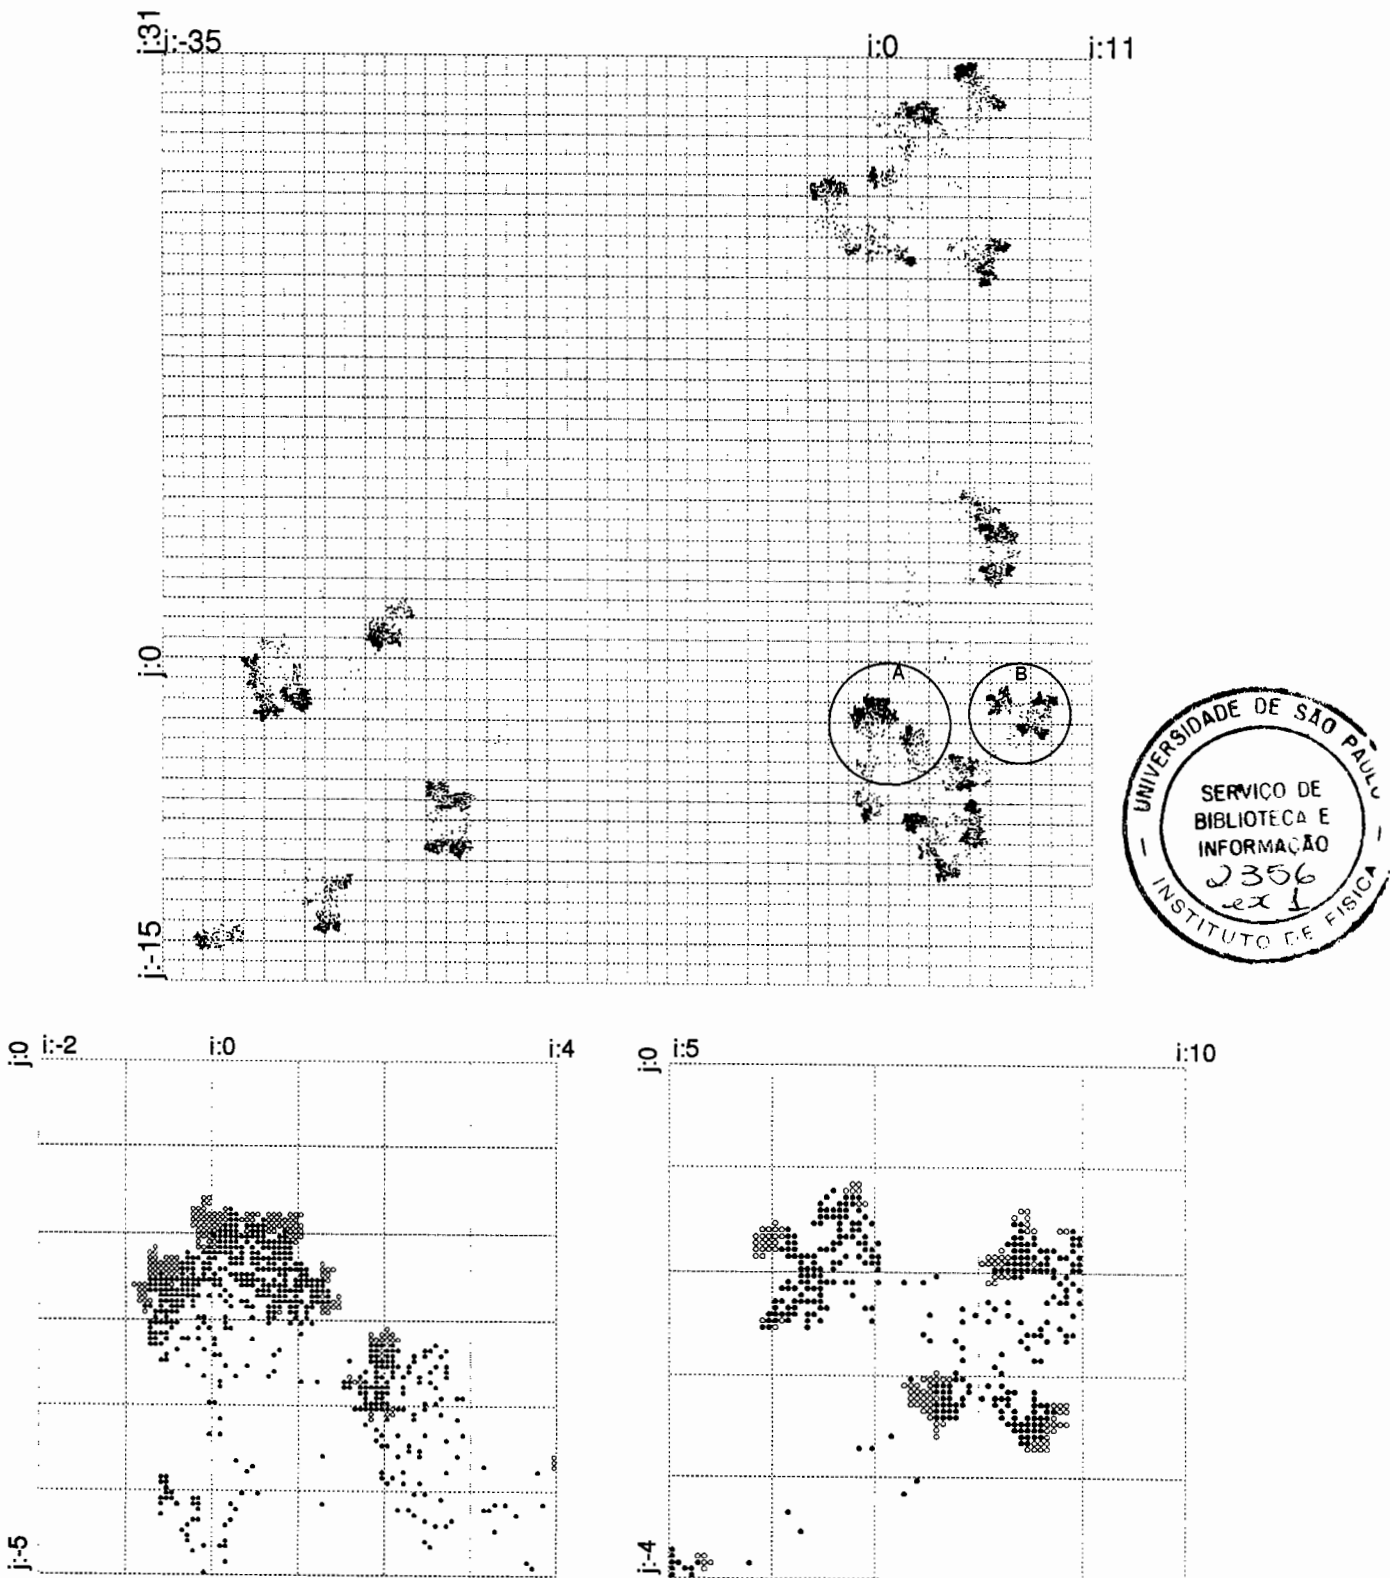 j:31
i:-35
i:0
i:11
j:0
j:-15
A
B
UNIVERSIDADE DE SÃO PAULO
SERVIÇO DE
BIBLIOTECA E
INFORMAÇÃO
2356
ex 1
INSTITUTO DE FISICA
j:0
i:-2
i:0
i:4
j:-5
j:0
i:5
i:10
j:-4